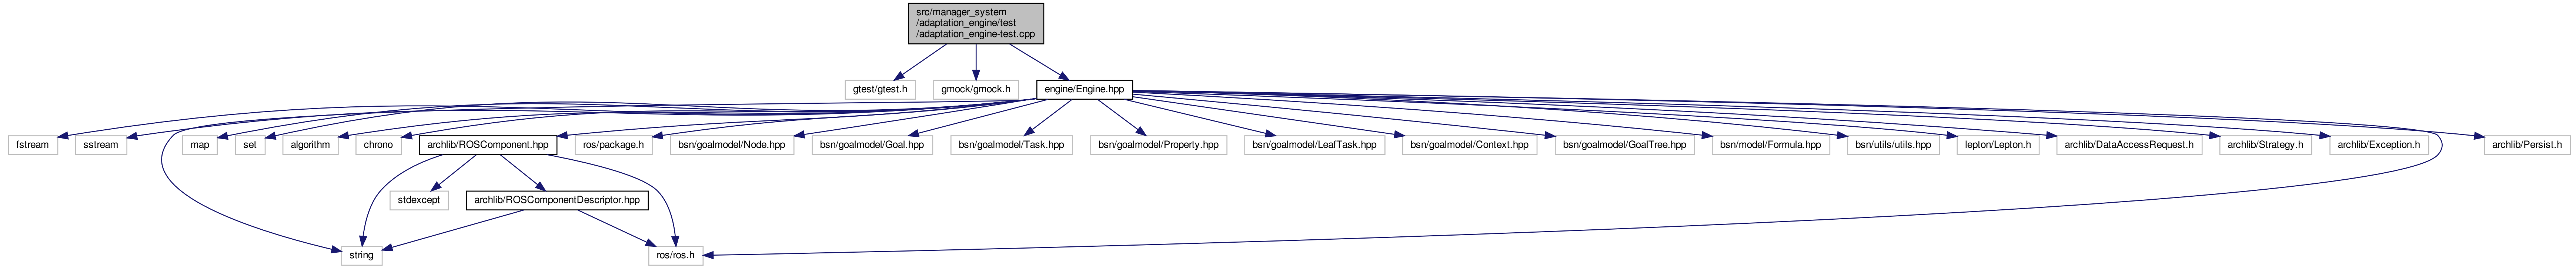 src/manager_system
/adaptation_engine/test
/adaptation_engine-test.cpp
gtest/gtest.h
gmock/gmock.h
engine/Engine.hpp
fstream
sstream
map
set
algorithm
chrono
archlib/ROSComponent.hpp
ros/package.h
bsn/goalmodel/Node.hpp
bsn/goalmodel/Goal.hpp
bsn/goalmodel/Task.hpp
bsn/goalmodel/Property.hpp
bsn/goalmodel/LeafTask.hpp
bsn/goalmodel/Context.hpp
bsn/goalmodel/GoalTree.hpp
bsn/model/Formula.hpp
bsn/utils/utils.hpp
lepton/Lepton.h
archlib/DataAccessRequest.h
archlib/Strategy.h
archlib/Exception.h
archlib/Persist.h
stdexcept
archlib/ROSComponentDescriptor.hpp
string
ros/ros.h